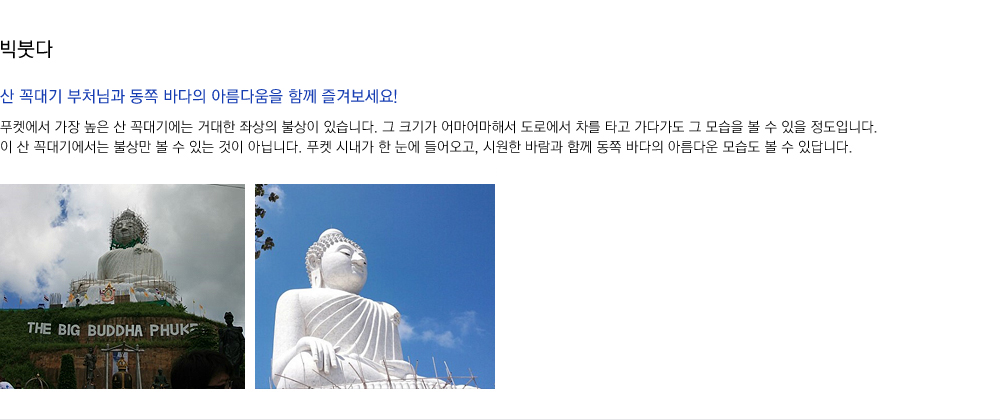 빅붓다
산 꼭대기 부처님과 동쪽 바다의 아름다움을 함께 즐겨보세요!
푸켓에서 가장 높은 산 꼭대기에는 거대한 좌상의 불상이 있습니다. 그 크기가 어마어마해서 도로에서 차를 타고 가다가도 그 모습을 볼 수 있을 정도입니다.
이 산 꼭대기에서는 불상만 볼 수 있는 것이 아닙니다. 푸켓 시내가 한 눈에 들어오고, 시원한 바람과 함께 동쪽 바다의 아름다운 모습도 볼 수 있답니다.
THE BIG BUDDHA PHUKE